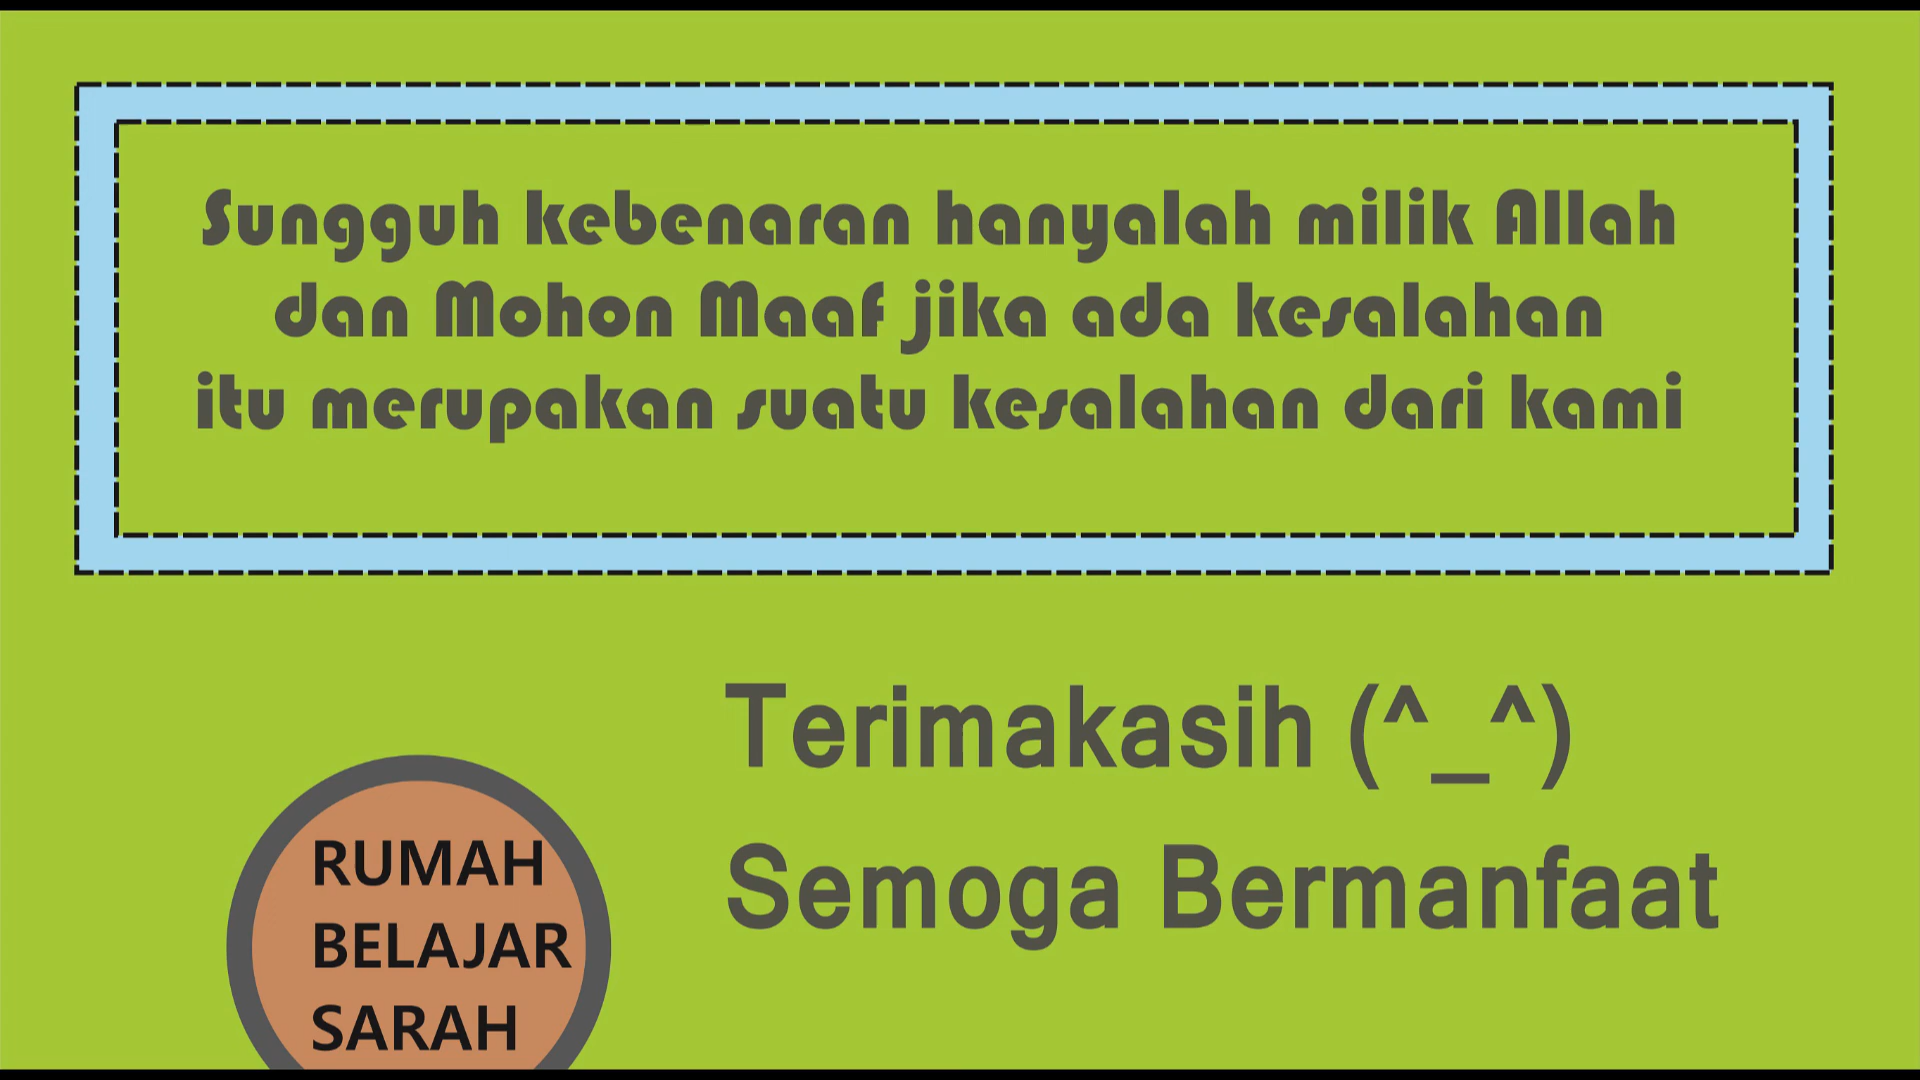 Sungguh kebenaran hanyalah milik Allah
dan Mohon Maaf jika ada kesalahan
itu merupakan suatu kesalahan dari kami
Terimakasih (^_^)
Semoga Bermanfaat
RUMAH
BELAJAR
SARAH